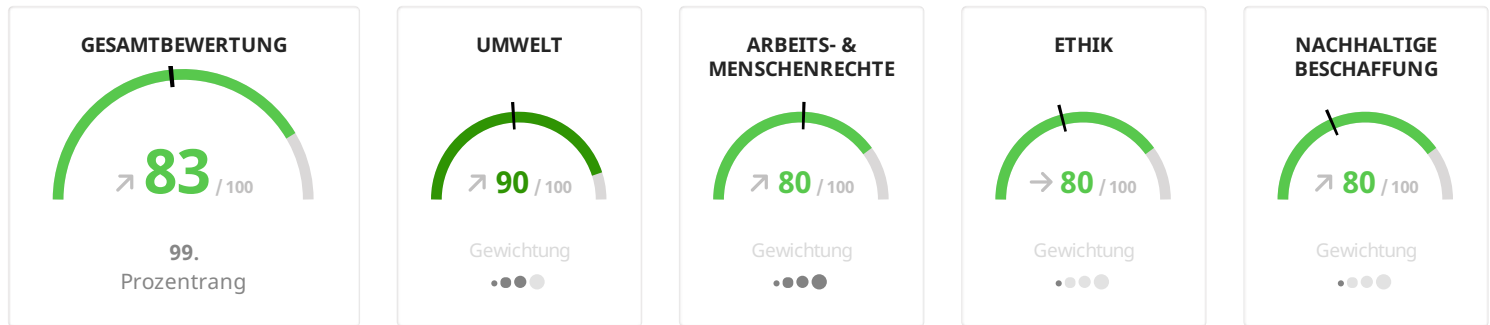 GESAMTBEWERTUNG
83 / 100
99.
Prozentrang
UMWELT
90 / 100
Gewichtung
ARBEITS- &
MENSCHENRECHTE
80 / 100
Gewichtung
ETHIK
80 / 100
Gewichtung
NACHHALTIGE
BESCHAFFUNG
80 / 100
Gewichtung